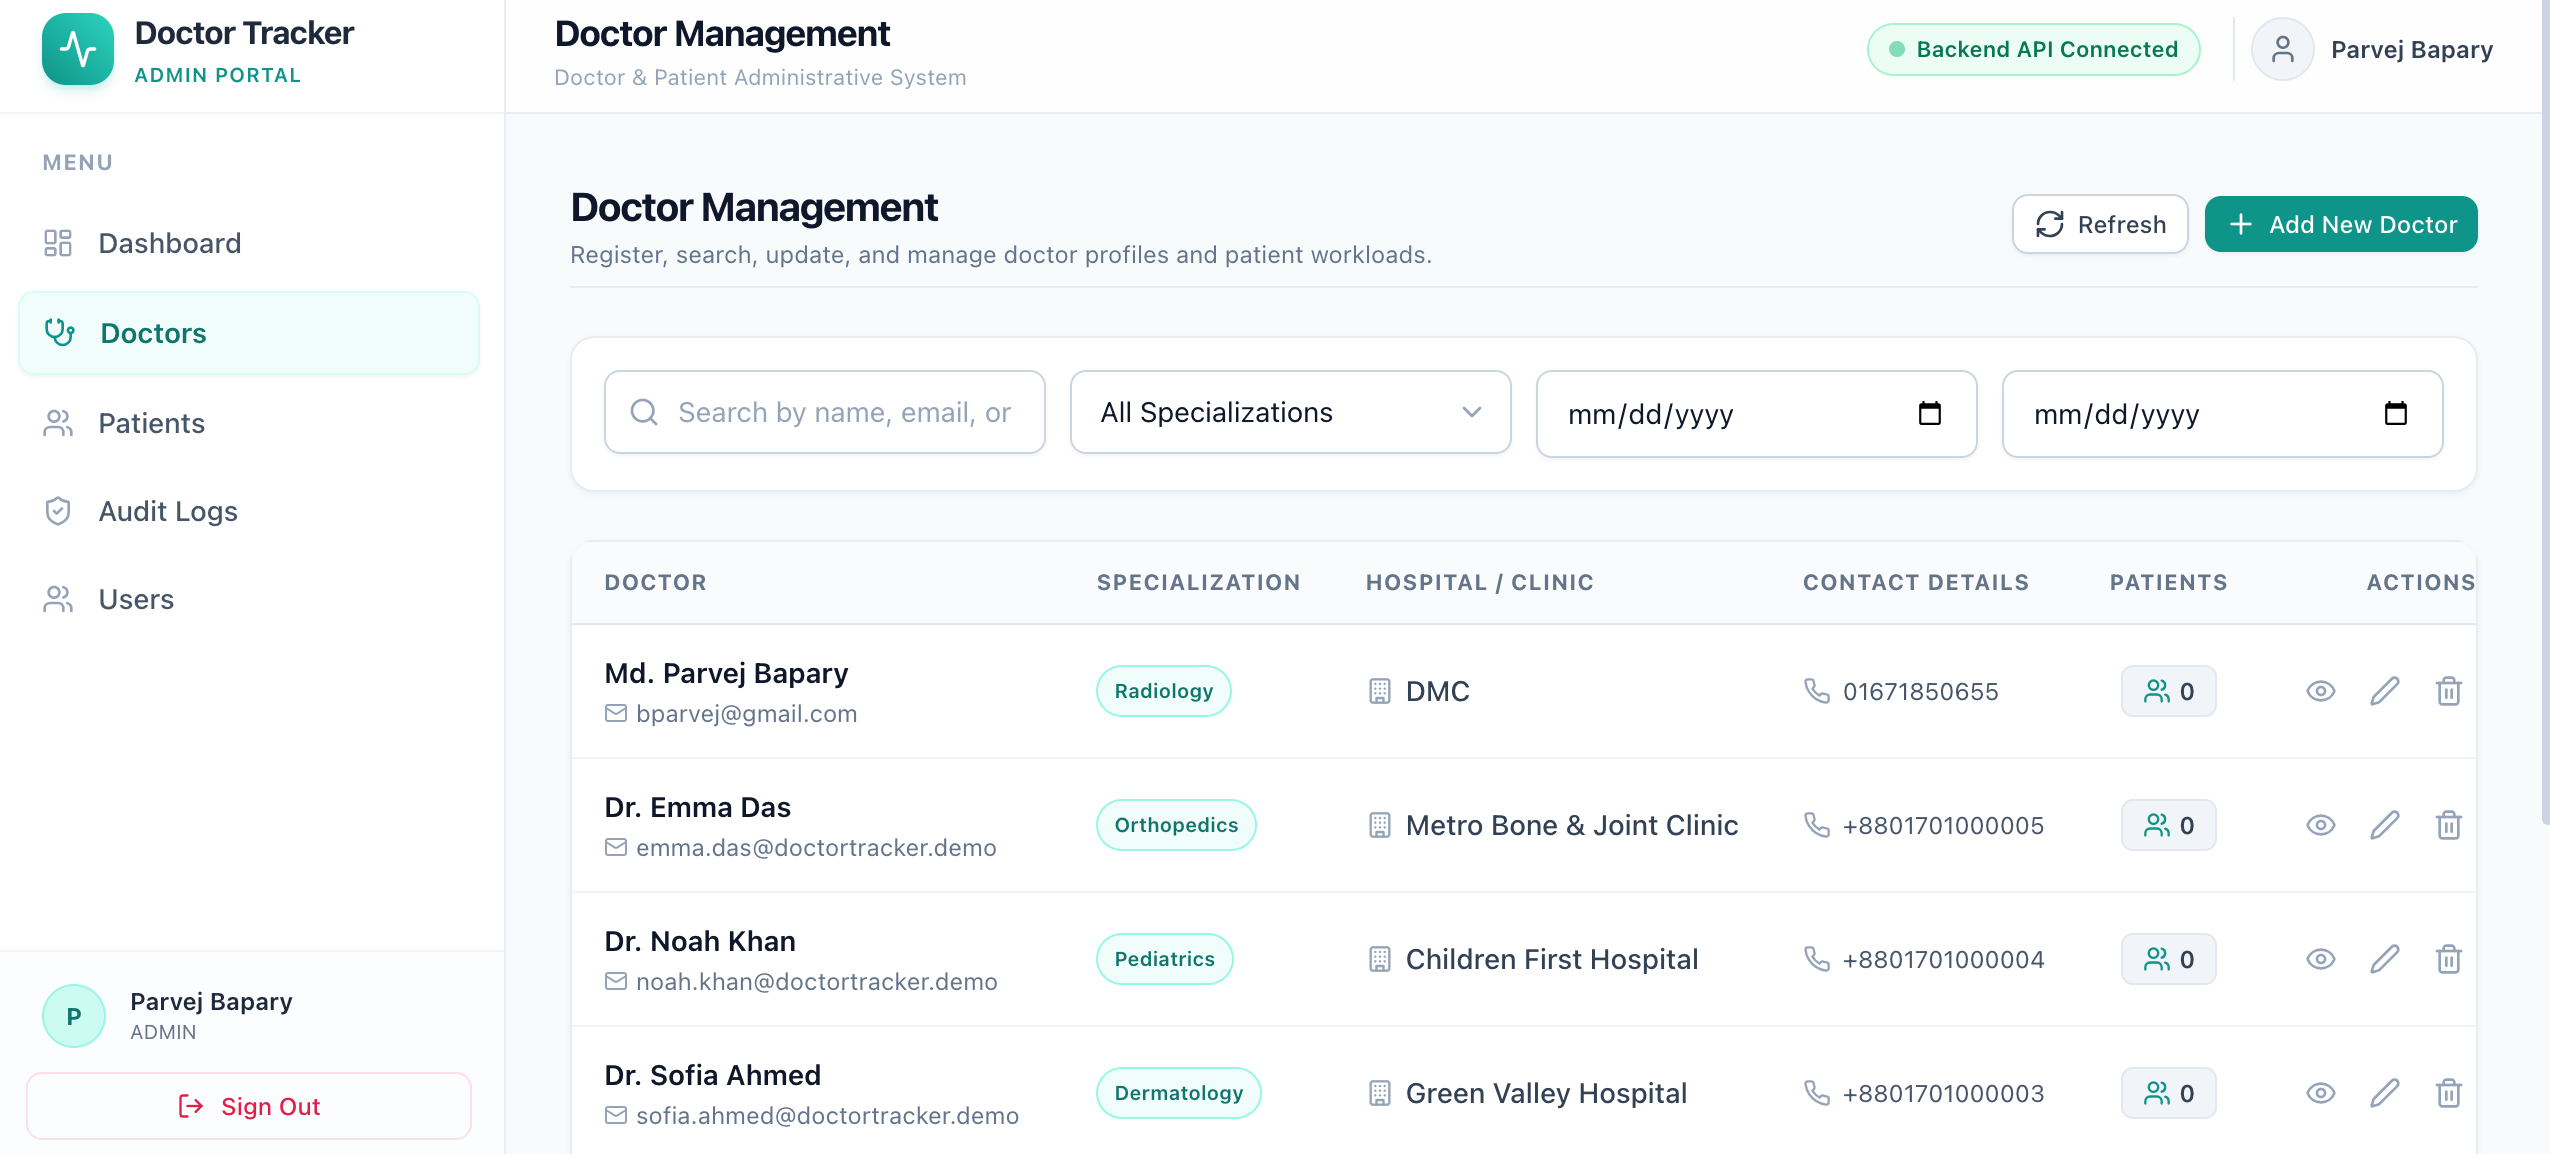 Doctor Tracker
ADMIN PORTAL
MENU
Dashboard
Doctors
Patients
Audit Logs
Users
P
Parvej Bapary
ADMIN
Sign Out
Doctor Management
Doctor & Patient Administrative System
Backend API Connected
Parvej Bapary
Doctor Management
Register, search, update, and manage doctor profiles and patient workloads.
Refresh
Add New Doctor
Search by name, email, or
All Specializations
mm/dd/yyyy
mm/dd/yyyy
DOCTOR SPECIALIZATION HOSPITAL / CLINIC CONTACT DETAILS PATIENTS ACTIONS
Md. Parvej Bapary
bparvej@gmail.com
Radiology
DMC
01671850655
0
Dr. Emma Das
emma.das@doctortracker.demo
Orthopedics
Metro Bone & Joint Clinic
+8801701000005
0
Dr. Noah Khan
noah.khan@doctortracker.demo
Pediatrics
Children First Hospital
+8801701000004
0
Dr. Sofia Ahmed
sofia.ahmed@doctortracker.demo
Dermatology
Green Valley Hospital
+8801701000003
0